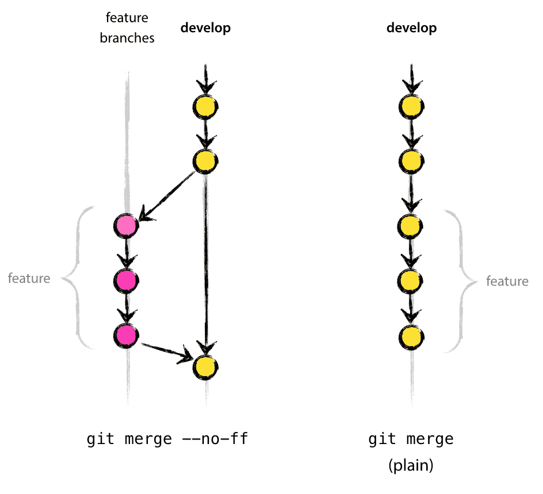 feature
branches
develop
develop
feature
feature
git merge --no-ff
git merge
(plain)